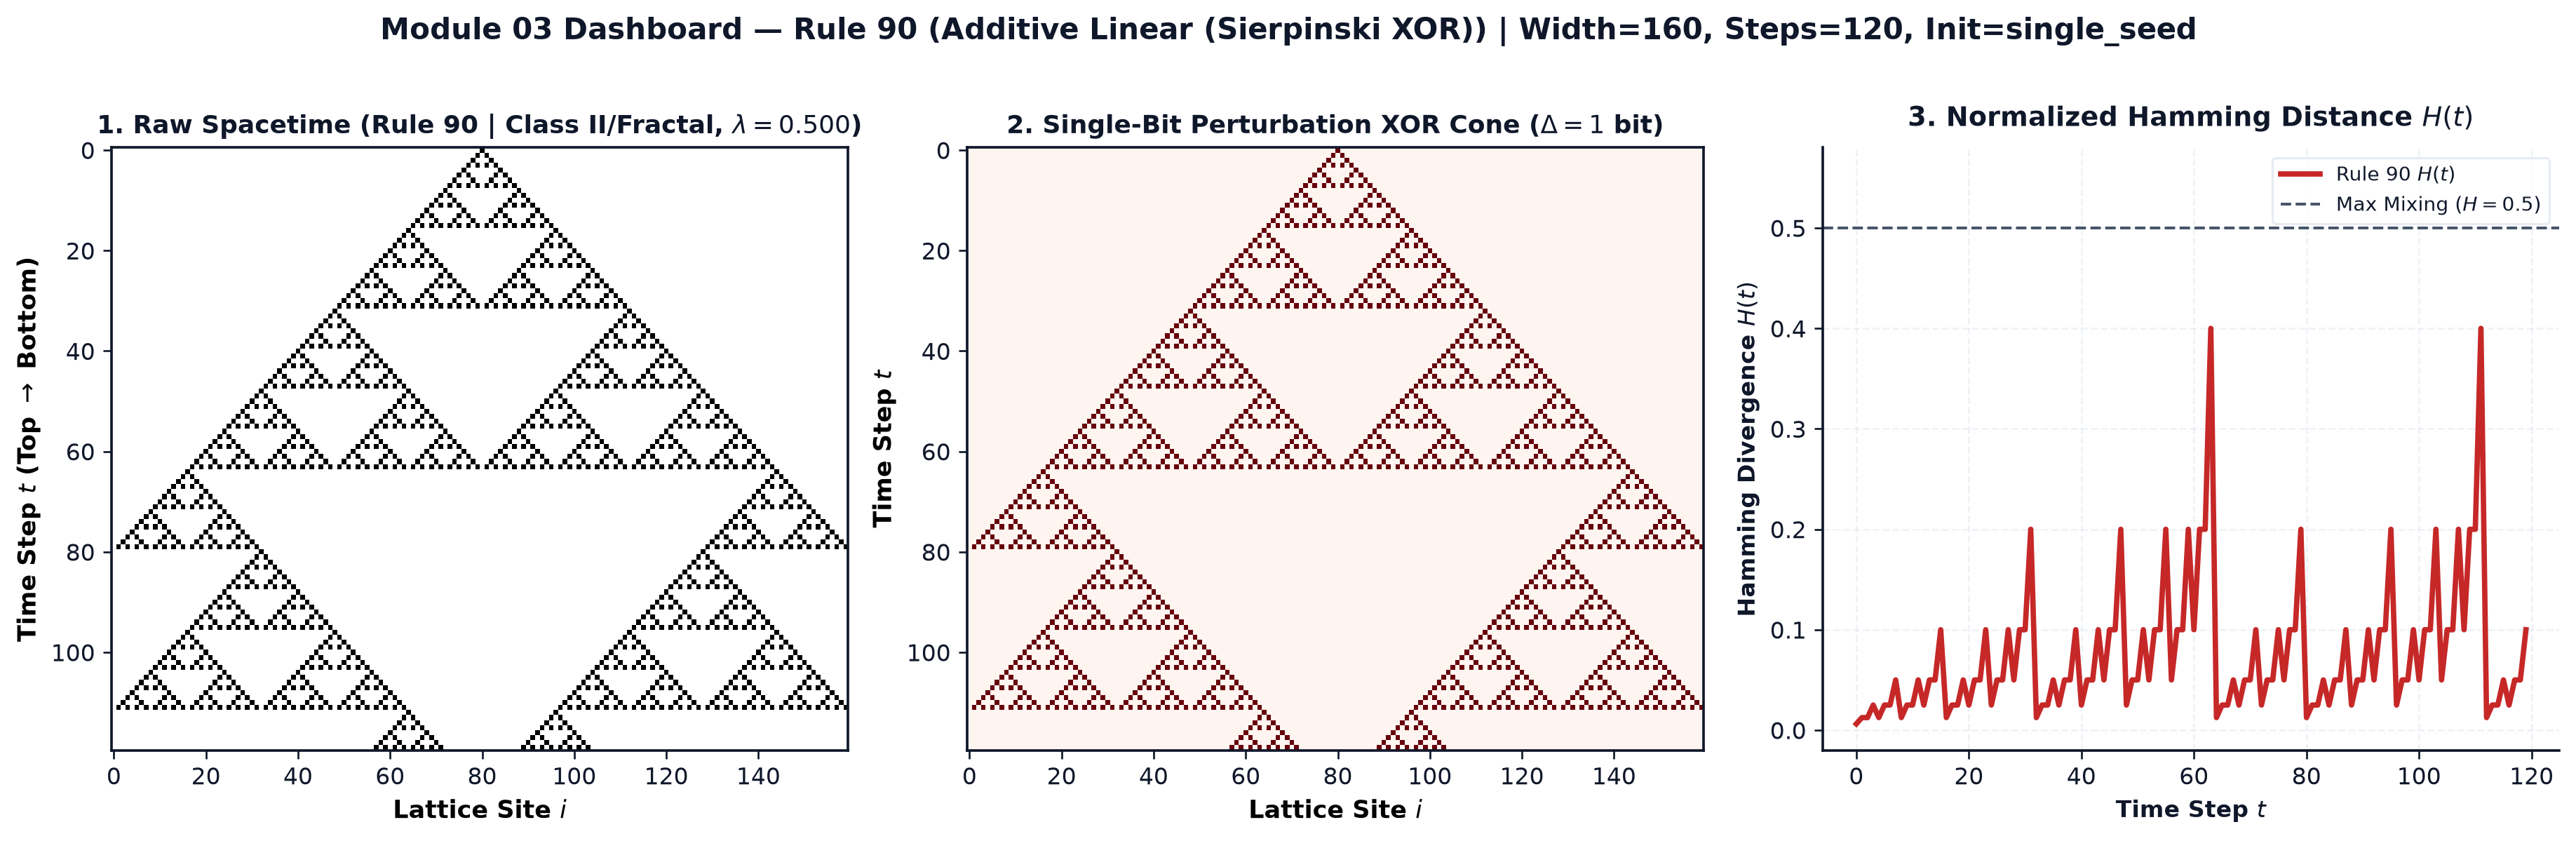 Module 03 Dashboard — Rule 90 (Additive Linear (Sierpinski XOR)) | Width=160, Steps=120, Init=single_seed
1. Raw Spacetime (Rule 90 | Class II/Fractal, λ = 0.500)
0
20
40
60
80
100
Time Step t (Top → Bottom)
0 20 40 60 80 100 120 140
Lattice Site i
2. Single-Bit Perturbation XOR Cone (Δ = 1 bit)
0
20
40
60
80
100
Time Step t
0 20 40 60 80 100 120 140
Lattice Site i
3. Normalized Hamming Distance H(t)
Rule 90 H(t)
Max Mixing (H = 0.5)
0.5
0.4
0.3
0.2
0.1
0.0
Hamming Divergence H(t)
0 20 40 60 80 100 120
Time Step t